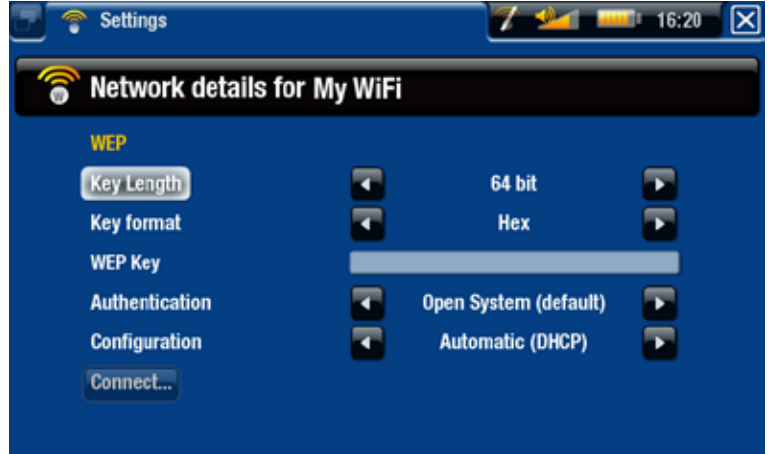 Settings 16:20
Network details for My WiFi
WEP
Key Length 64 bit
Key format Hex
WEP Key
Authentication Open System (default)
Configuration Automatic (DHCP)
Connect...